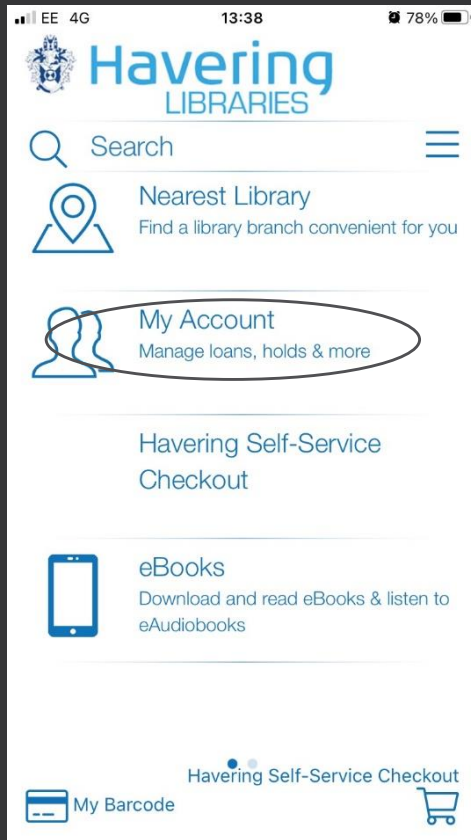 EE 4G 13:38 78%
Havering
LIBRARIES
Search
Nearest Library
Find a library branch convenient for you
My Account
Manage loans, holds & more
Havering Self-Service
Checkout
eBooks
Download and read eBooks & listen to
eAudiobooks
Havering Self-Service Checkout
My Barcode